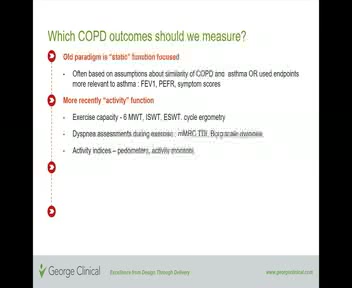 Which COPD outcomes should we measure?
Old paradigm is “static” function focused
Often based on assumptions about similarity of COPD and asthma OR used endpoints
more relevant to asthma : FEV1, PEFR, symptom scores
More recently “activity” function
Exercise capacity - 6 MWT, ISWT, ESWT. cycle ergometry
Dyspnea assessments during exercise : mMRC TDI, Borg scale dyspnea,
Activity indices – pedometers, activity monitors,
George Clinical
Excellence from Design Through Delivery
www.georgeclinical.com